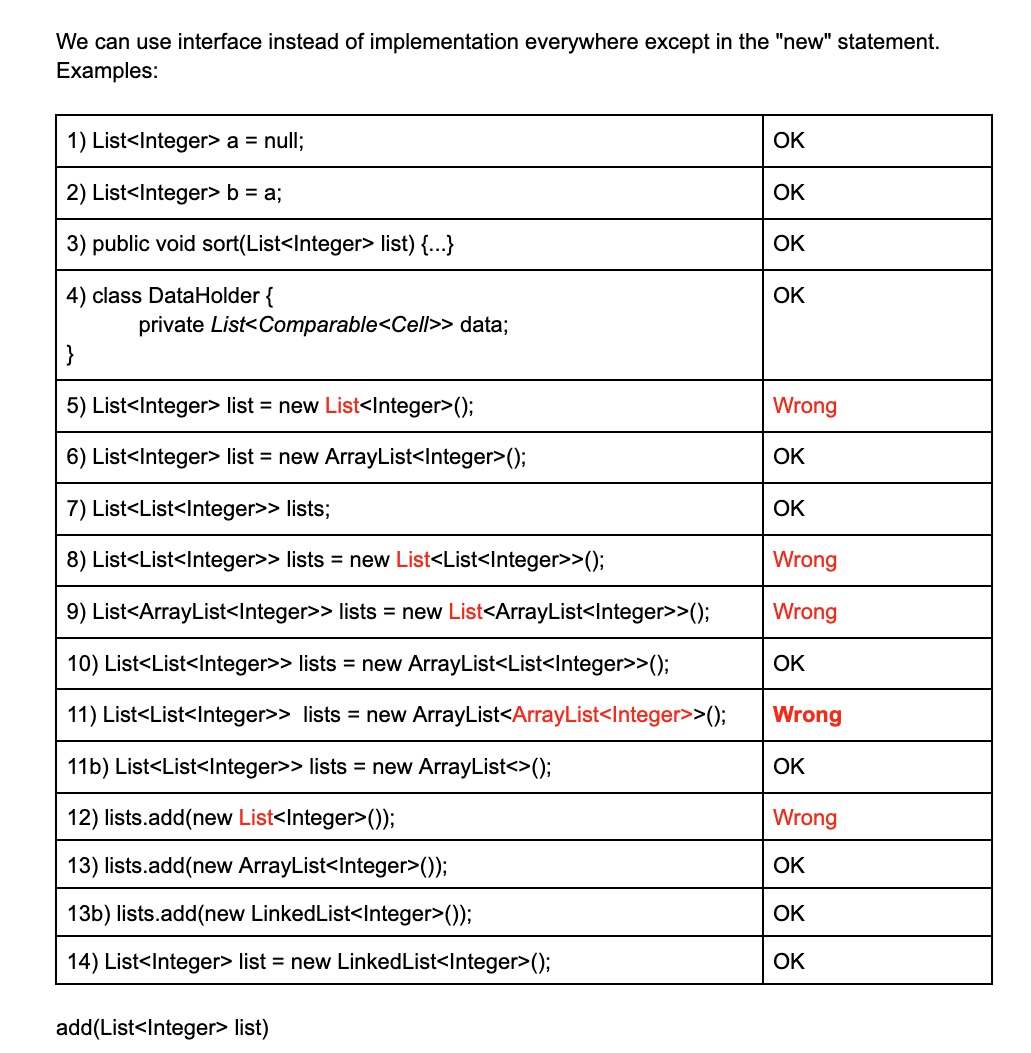 We can use interface instead of implementation everywhere except in the "new" statement.
Examples:
1) List<Integer> a = null; OK
2) List<Integer> b = a; OK
3) public void sort(List<Integer> list) {...} OK
4) class DataHolder { OK
private List<Comparable<Cell>> data;
}
5) List<Integer> list = new List<Integer>(); Wrong
6) List<Integer> list = new ArrayList<Integer>(); OK
7) List<List<Integer>> lists; OK
8) List<List<Integer>> lists = new List<List<Integer>>(); Wrong
9) List<ArrayList<Integer>> lists = new List<ArrayList<Integer>>(); Wrong
10) List<List<Integer>> lists = new ArrayList<List<Integer>>(); OK
11) List<List<Integer>>  lists = new ArrayList<ArrayList<Integer>>(); Wrong
11b) List<List<Integer>> lists = new ArrayList<>(); OK
12) lists.add(new List<Integer>()); Wrong
13) lists.add(new ArrayList<Integer>()); OK
13b) lists.add(new LinkedList<Integer>()); OK
14) List<Integer> list = new LinkedList<Integer>(); OK
add(List<Integer> list)